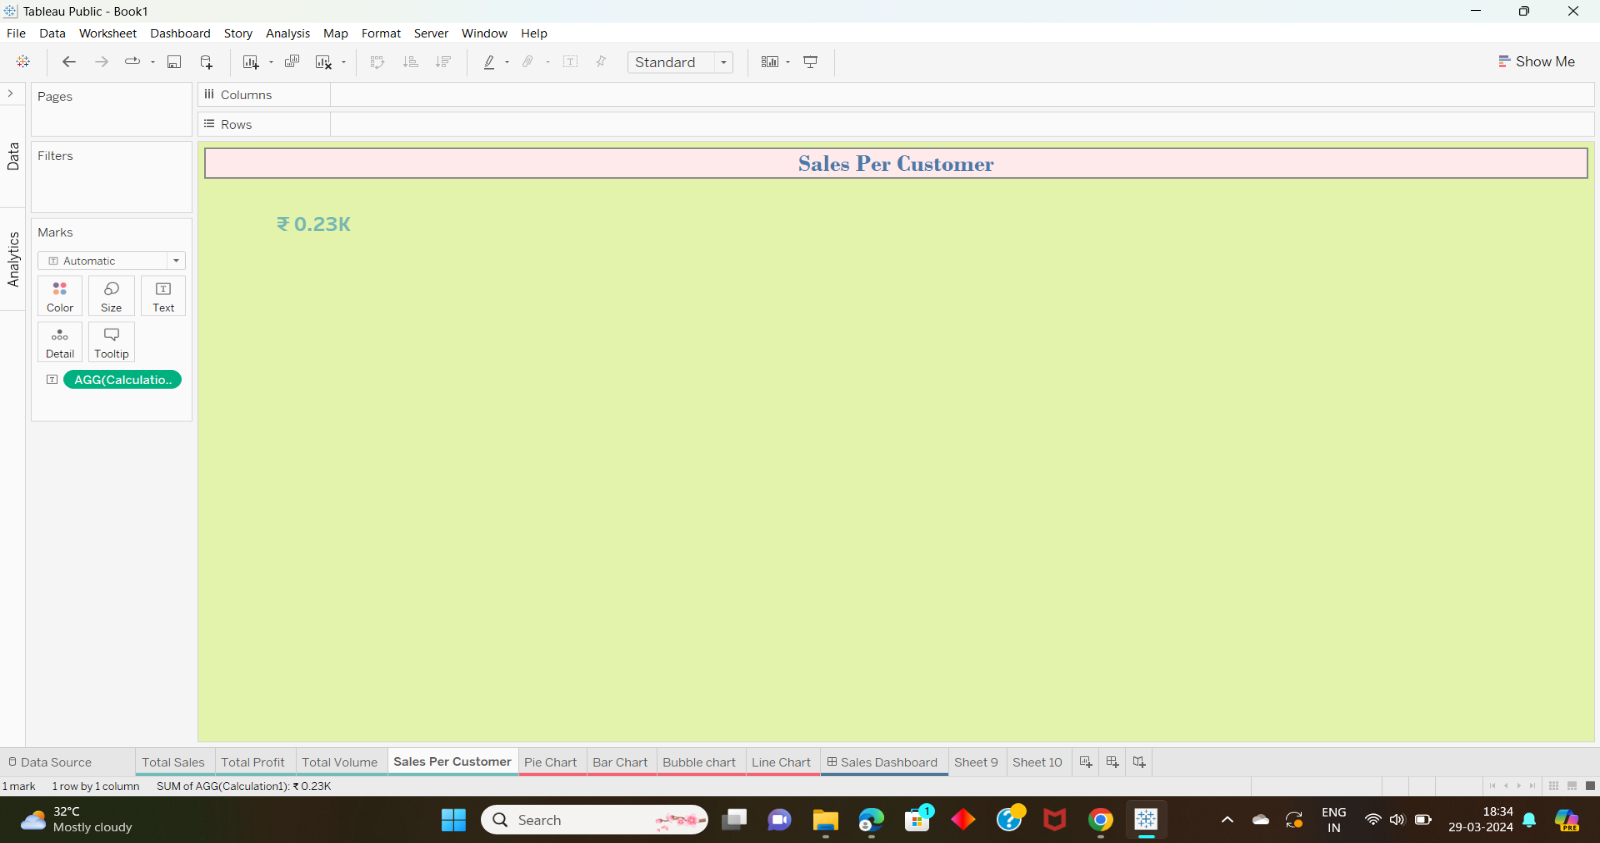 Tableau Public - Book1
File Data Worksheet Dashboard Story Analysis Map Format Server Window Help
Standard
Show Me
Pages
Columns
Rows
Data
Filters
Sales Per Customer
₹ 0.23K
Analytics
Marks
Automatic
Color Size Text
Detail Tooltip
AGG(Calculatio..
Data Source Total Sales Total Profit Total Volume Sales Per Customer Pie Chart Bar Chart Bubble chart Line Chart Sales Dashboard Sheet 9 Sheet 10
1 mark 1 row by 1 column SUM of AGG(Calculation1): ₹ 0.23K
32°C
Mostly cloudy
Search
1
ENG
IN
18:34
29-03-2024
PRE